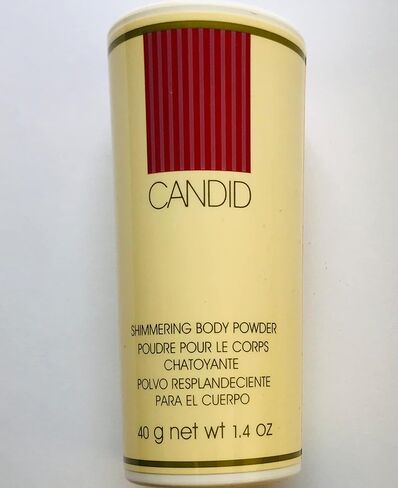 CANDID
SHIMMERING BODY POWDER
POUDRE POUR LE CORPS
CHATOYANTE
POLVO RESPLANDECIENTE
PARA EL CUERPO
40 g net wt 1.4 OZ